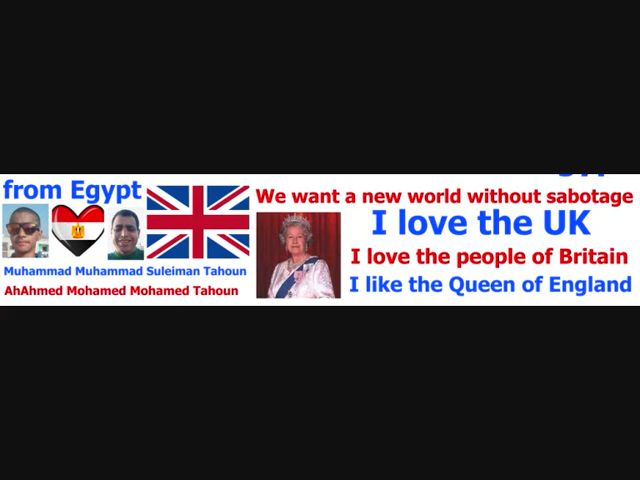 from Egypt
Muhammad Muhammad Suleiman Tahoun
AhAhmed Mohamed Mohamed Tahoun
We want a new world without sabotage
I love the UK
I love the people of Britain
I like the Queen of England